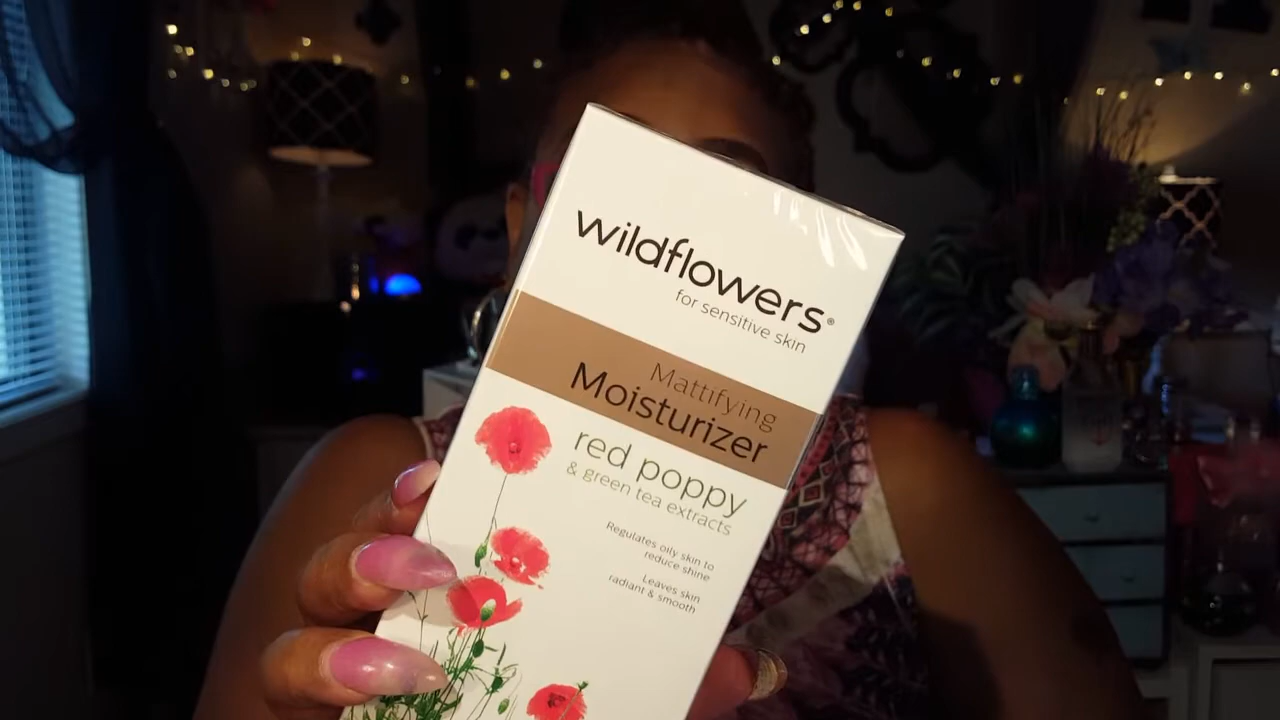 wildflowers®
for sensitive skin
Mattifying
Moisturizer
red poppy
& green tea extracts
Regulates oily skin to
reduce shine
Leaves skin
radiant & smooth